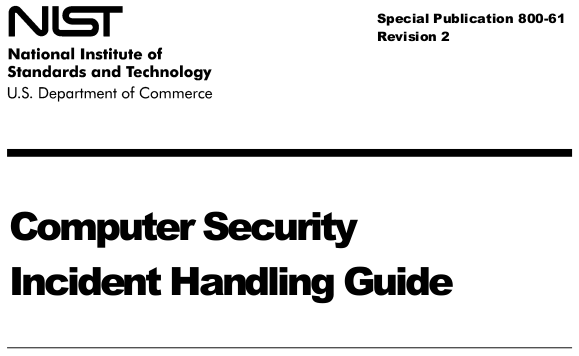 NIST
National Institute of
Standards and Technology
U.S. Department of Commerce
Special Publication 800-61
Revision 2
Computer Security
Incident Handling Guide